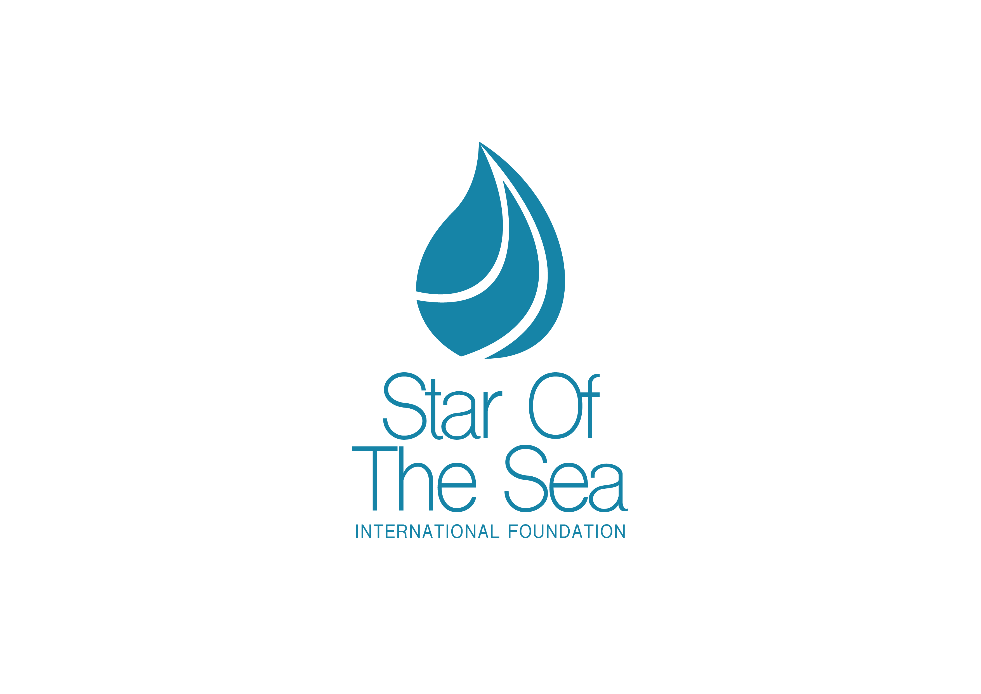 Star Of
The Sea
INTERNATIONAL FOUNDATION